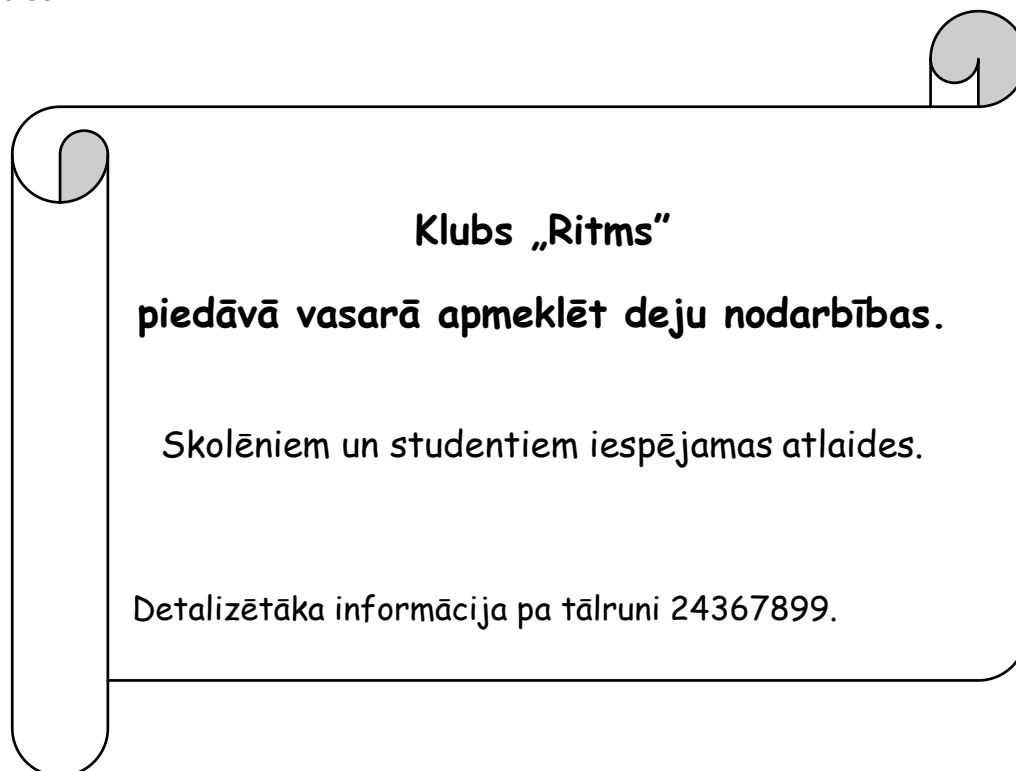 Klubs „Ritms”
piedāvā vasarā apmeklēt deju nodarbības.
Skolēniem un studentiem iespējamas atlaides.
Detalizētāka informācija pa tālruni 24367899.